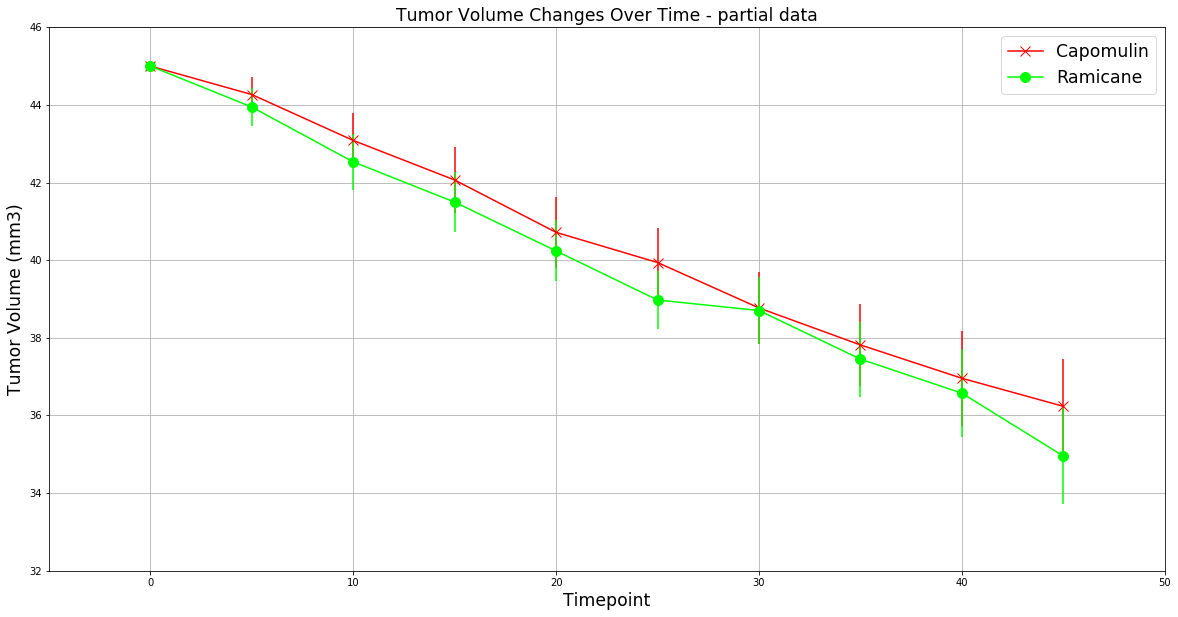 Tumor Volume Changes Over Time - partial data
Capomulin
Ramicane
Tumor Volume (mm3)
46
44
42
40
38
36
34
32
0 10 20 30 40 50
Timepoint